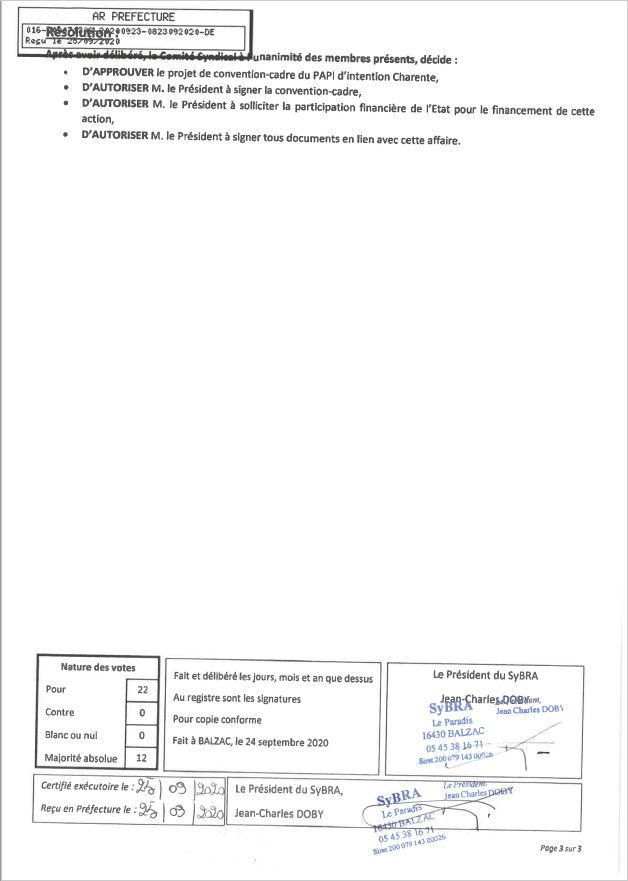 AR PREFECTURE
Résolution :
Reçu le 25/09/2020
Après avoir délibéré, le Comité Syndical à l'unanimité des membres présents, décide :
• D'APPROUVER le projet de convention-cadre du PAPI d'intention Charente,
• D'AUTORISER M. le Président à signer la convention-cadre,
• D'AUTORISER M. le Président à solliciter la participation financière de l'Etat pour le financement de cette
action,
• D'AUTORISER M. le Président à signer tous documents en lien avec cette affaire.
Nature des votes
Pour 22
Contre 0
Blanc ou nul 0
Majorité absolue 12
Fait et délibéré les jours, mois et an que dessus
Au registre sont les signatures
Pour copie conforme
Fait à BALZAC, le 24 septembre 2020
Le Président du SyBRA
Jean-Charles DOBY
Le Président,
Jean Charles DOBY
SyBRA
Le Paradis
16430 BALZAC
05 45 38 16 71
Siret 200 079 143 00026
Certifié exécutoire le : 25 09 2020
Reçu en Préfecture le : 25 09 2020
Le Président du SyBRA,
Jean-Charles DOBY
Le Président,
Jean Charles DOBY
SyBRA
Le Paradis
16430 BALZAC
05 45 38 16 71
Siret 200 079 143 00026
Page 3 sur 3